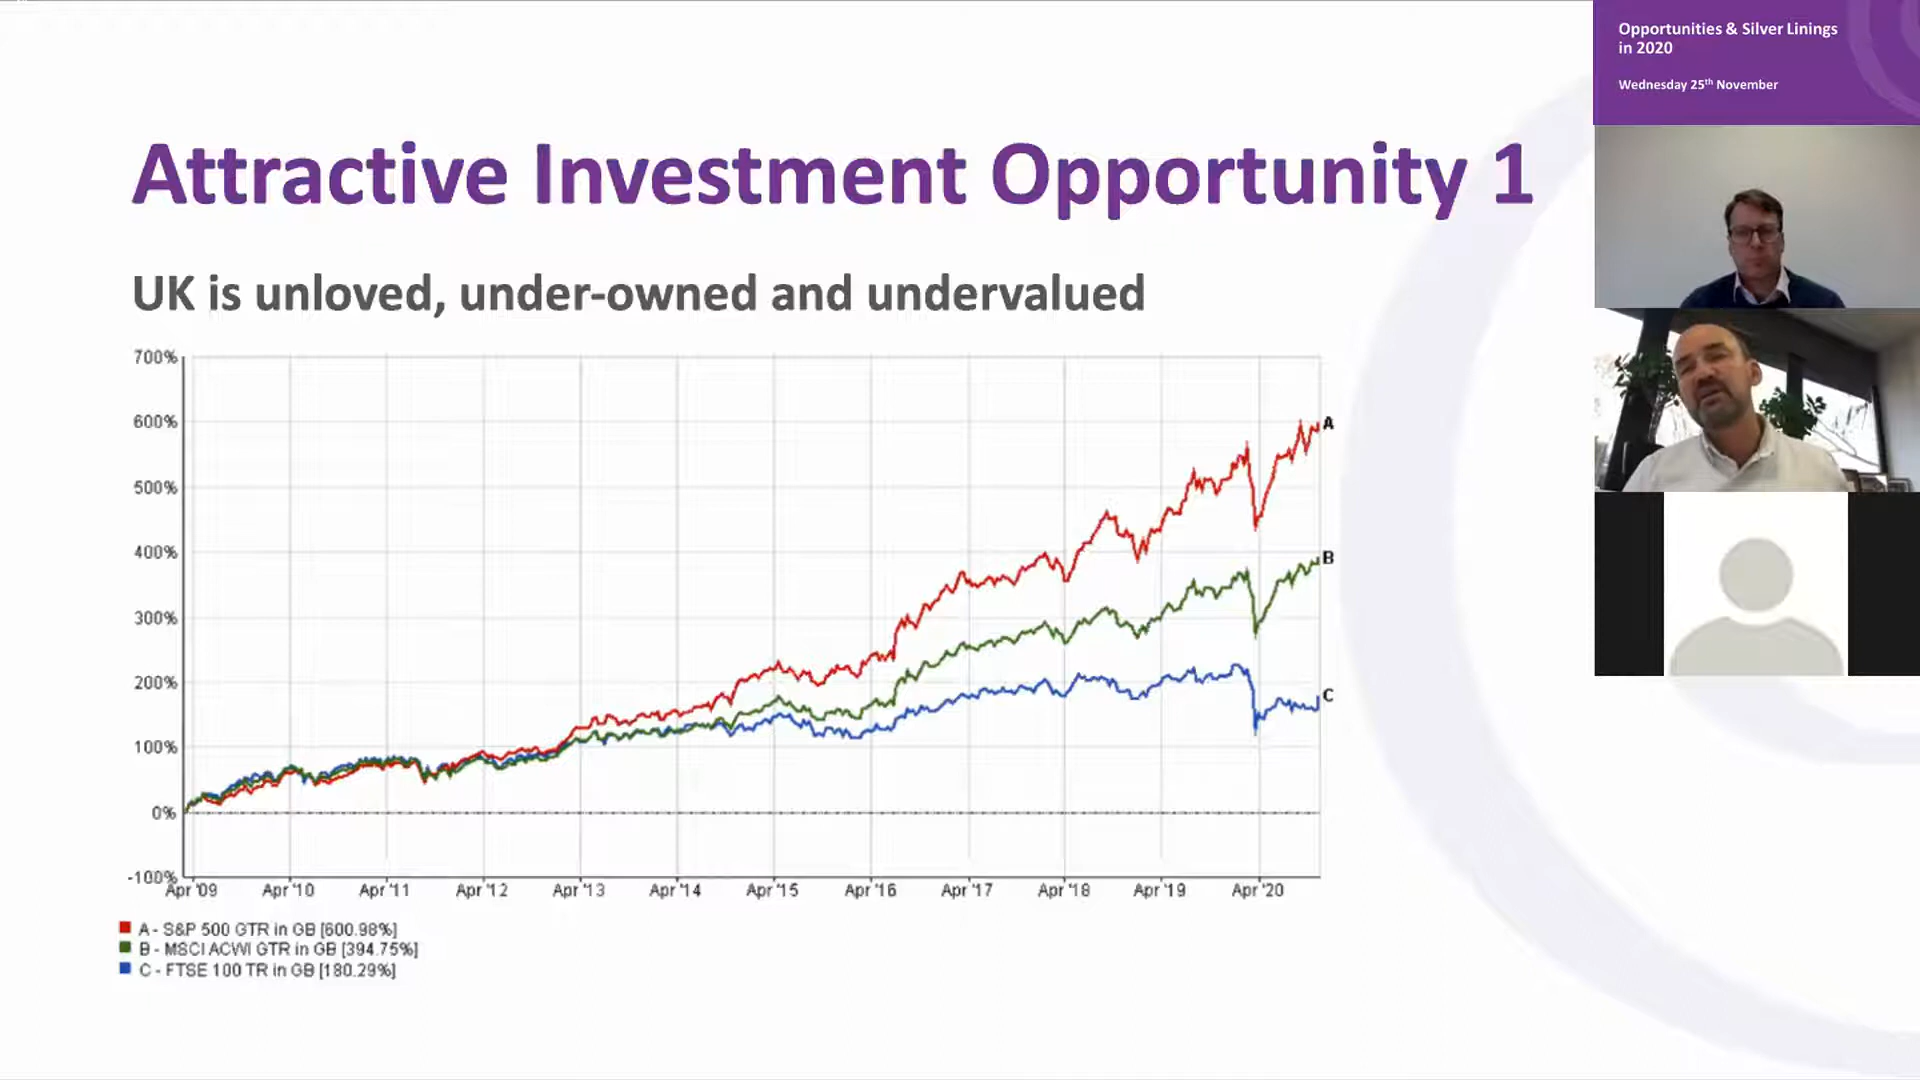 Attractive Investment Opportunity 1
UK is unloved, under-owned and undervalued
700%
600%
500%
400%
300%
200%
100%
0%
-100%
Apr '09
Apr '10
Apr '11
Apr '12
Apr '13
Apr '14
Apr '15
Apr '16
Apr '17
Apr '18
Apr '19
Apr '20
A
B
C
A - S&P 500 GTR in GB [600.98%]
B - MSCI ACWI GTR in GB [394.75%]
C - FTSE 100 TR in GB [180.29%]
Opportunities & Silver Linings
in 2020
Wednesday 25th November